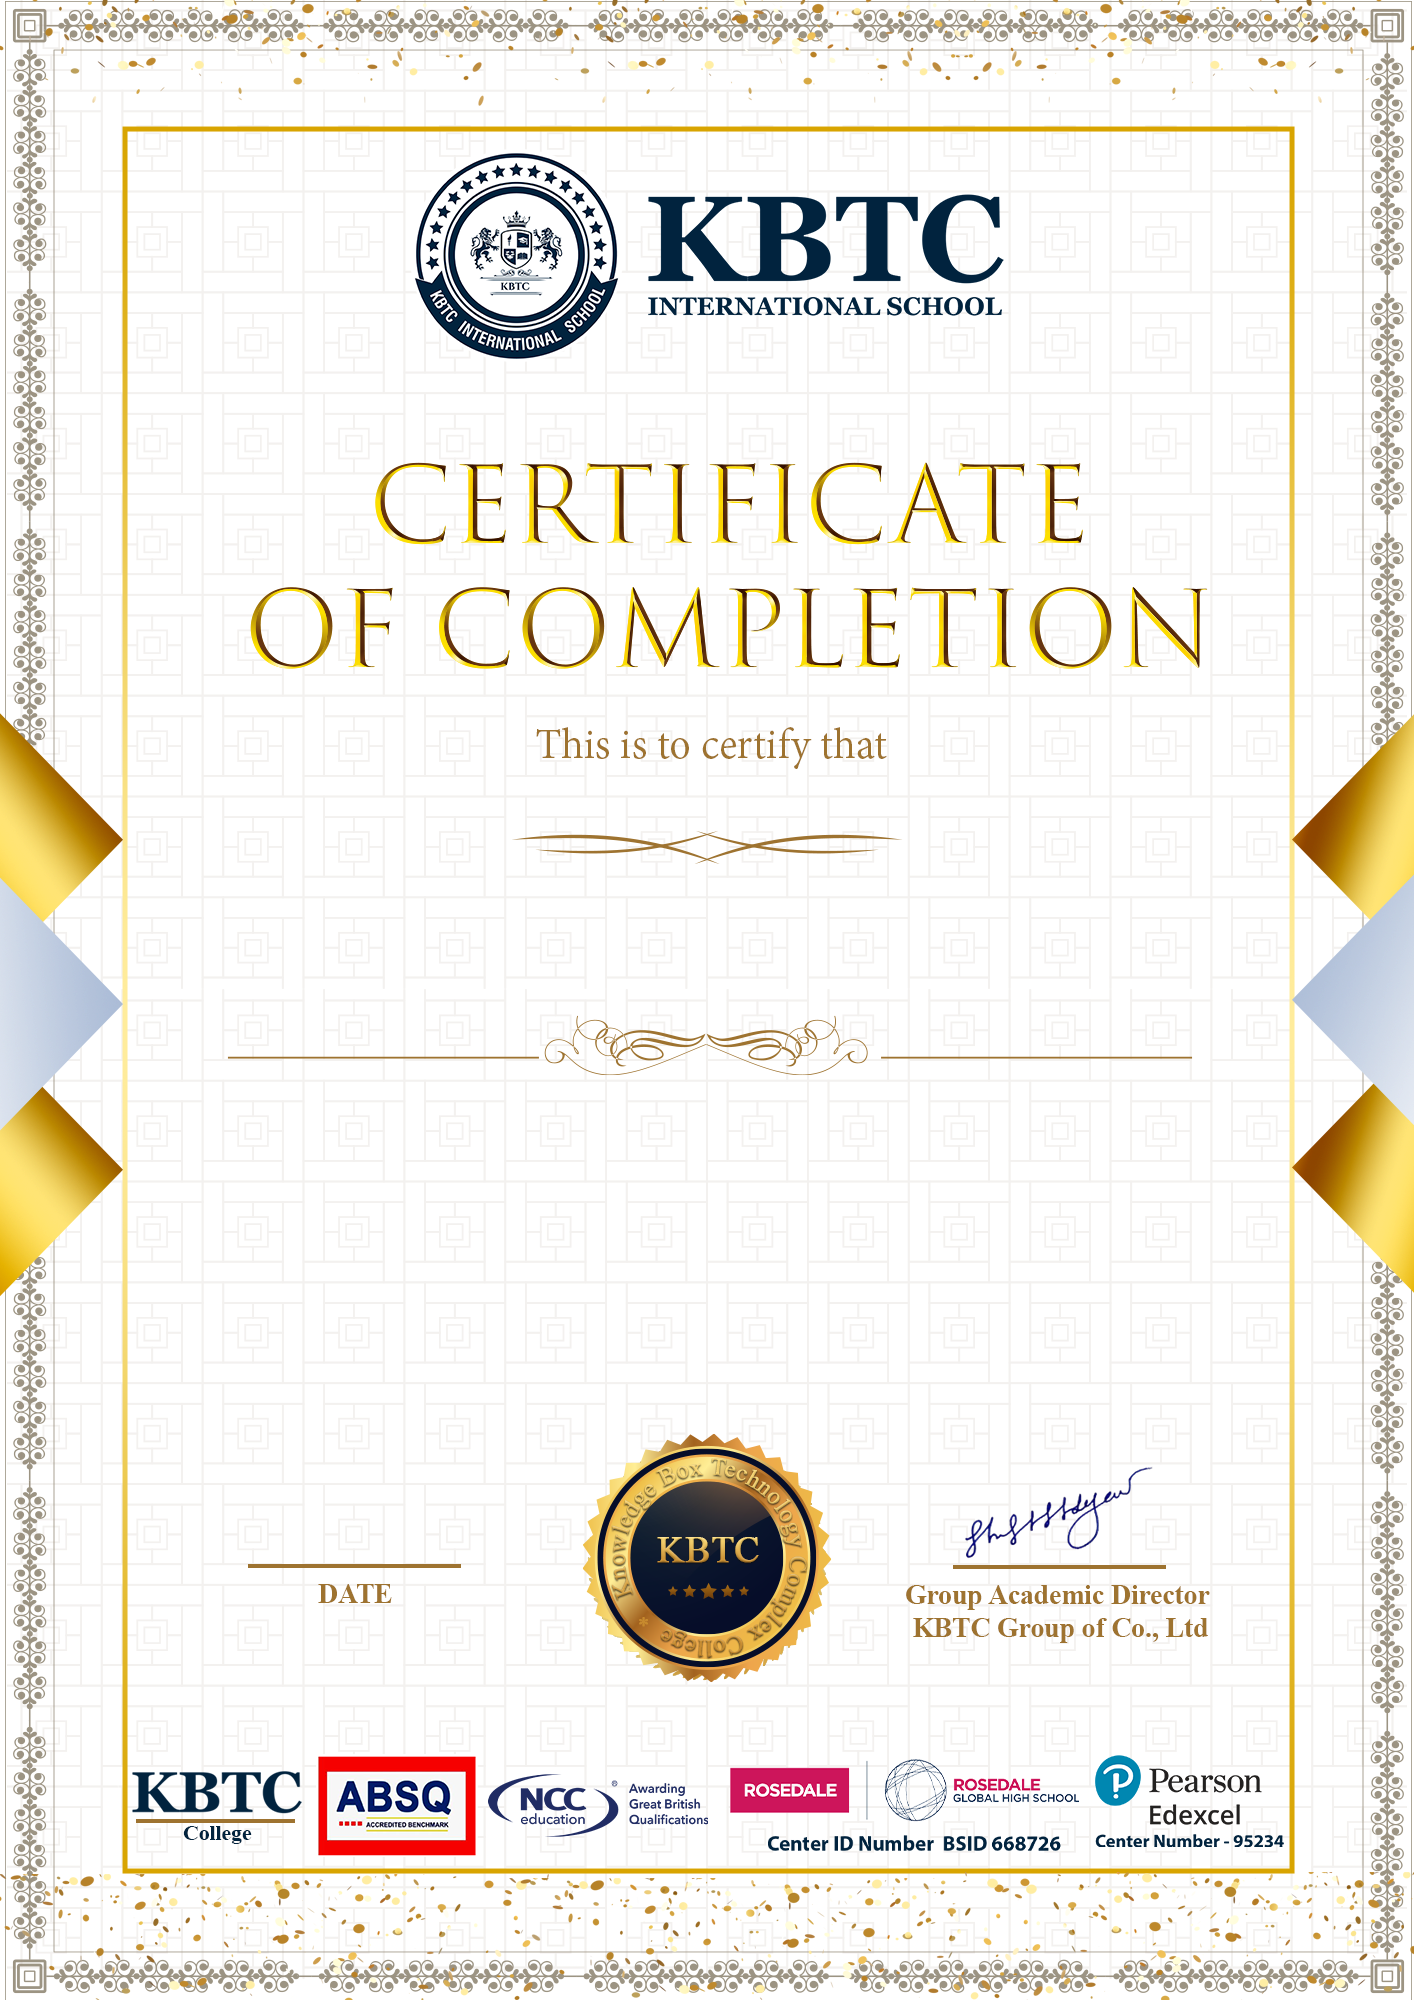 KBTC
KBTC INTERNATIONAL SCHOOL
KBTC
INTERNATIONAL SCHOOL
CERTIFICATE
OF COMPLETION
This is to certify that
DATE
Knowledge Box Technology Complex College
KBTC
Group Academic Director
KBTC Group of Co., Ltd
KBTC
College
ABSQ
ACCREDITED BENCHMARK
NCC
education
®
Awarding
Great British
Qualifications
ROSEDALE
ROSEDALE
GLOBAL HIGH SCHOOL
Center ID Number BSID 668726
Pearson
Edexcel
Center Number - 95234